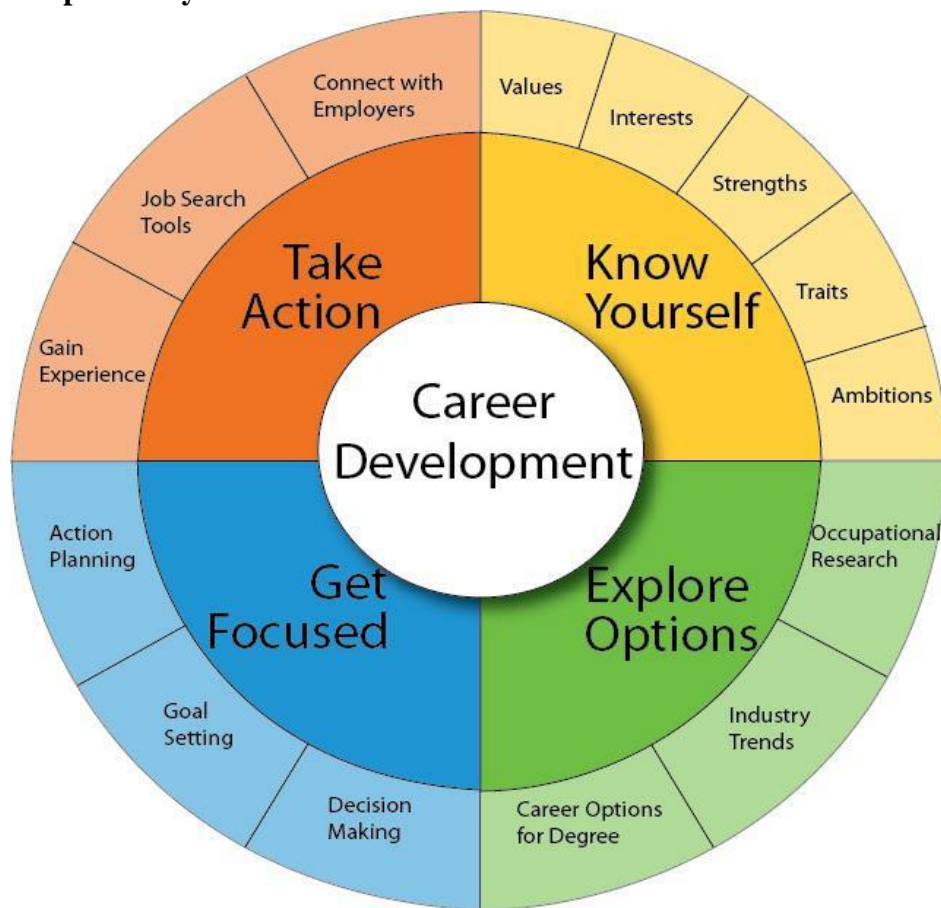 Connect with
Employers
Values
Interests
Strengths
Traits
Ambitions
Job Search
Tools
Gain
Experience
Take
Action
Know
Yourself
Career
Development
Get
Focused
Explore
Options
Occupational
Research
Industry
Trends
Career Options
for Degree
Decision
Making
Goal
Setting
Action
Planning